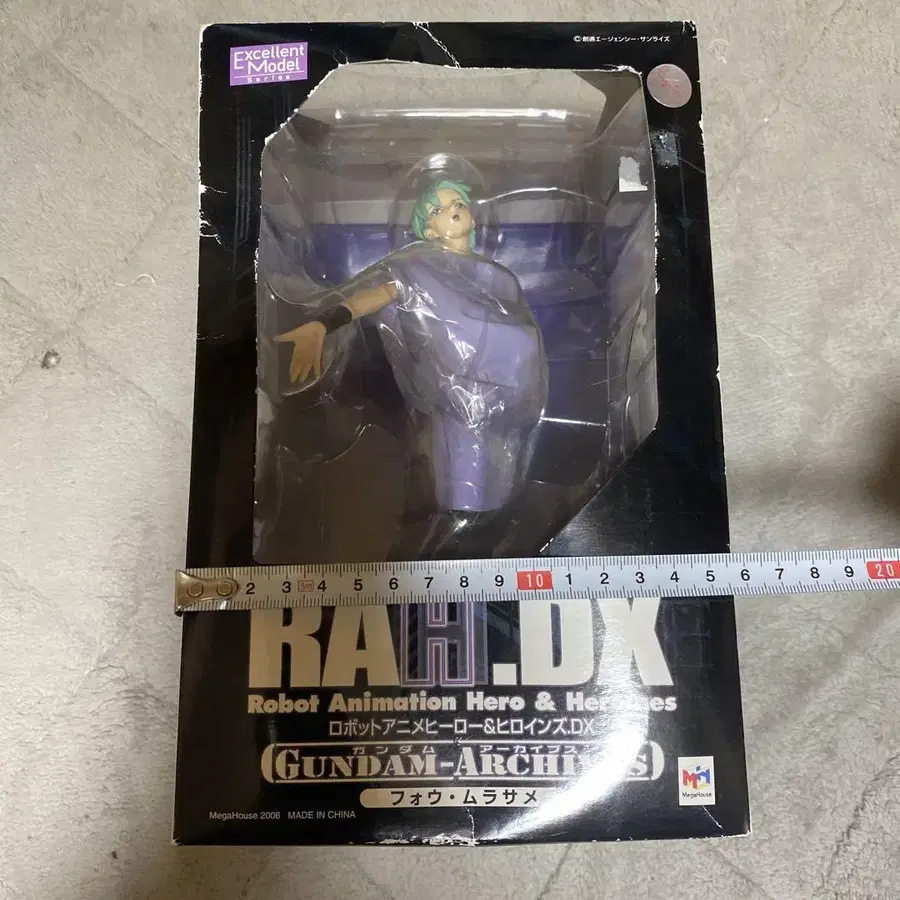 Excellent
Model
Series
©創通エージェンシー・サンライズ
2 3 5m 4 5 6 7 8 9 10 1 2 3 4 5 6 7 8 9 20
RAH.DX
Robot Animation Hero & Heroines
ロボットアニメヒーロー&ヒロインズ.DX
ガンダム アーカイブス
GUNDAM-ARCHIVES
フォウ・ムラサメ
MegaHouse
MegaHouse 2006 MADE IN CHINA